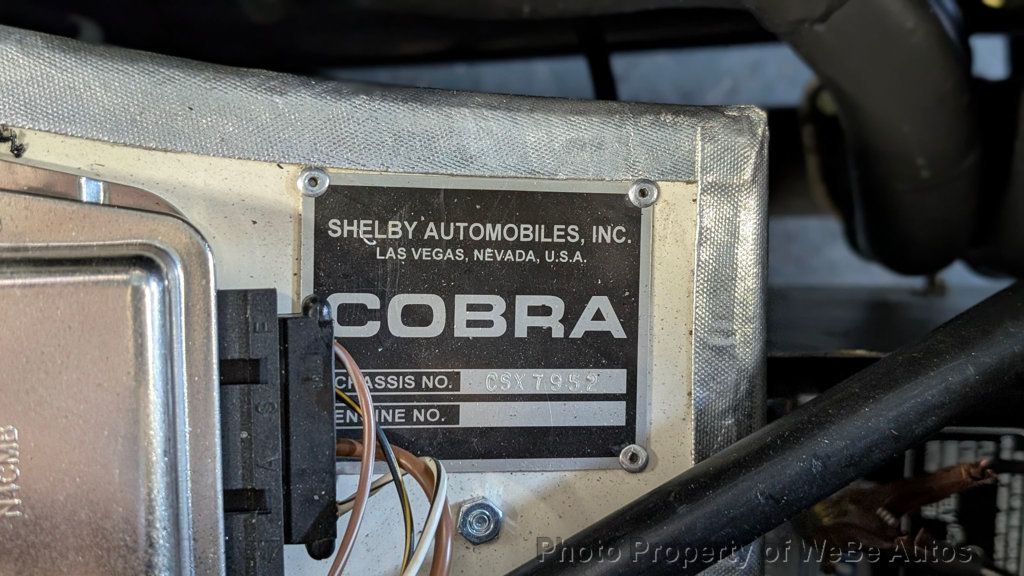 SHELBY AUTOMOBILES, INC.
LAS VEGAS, NEVADA, U.S.A.
COBRA
CHASSIS NO. CSX7952
ENGINE NO.
Photo Property of WeBe Autos